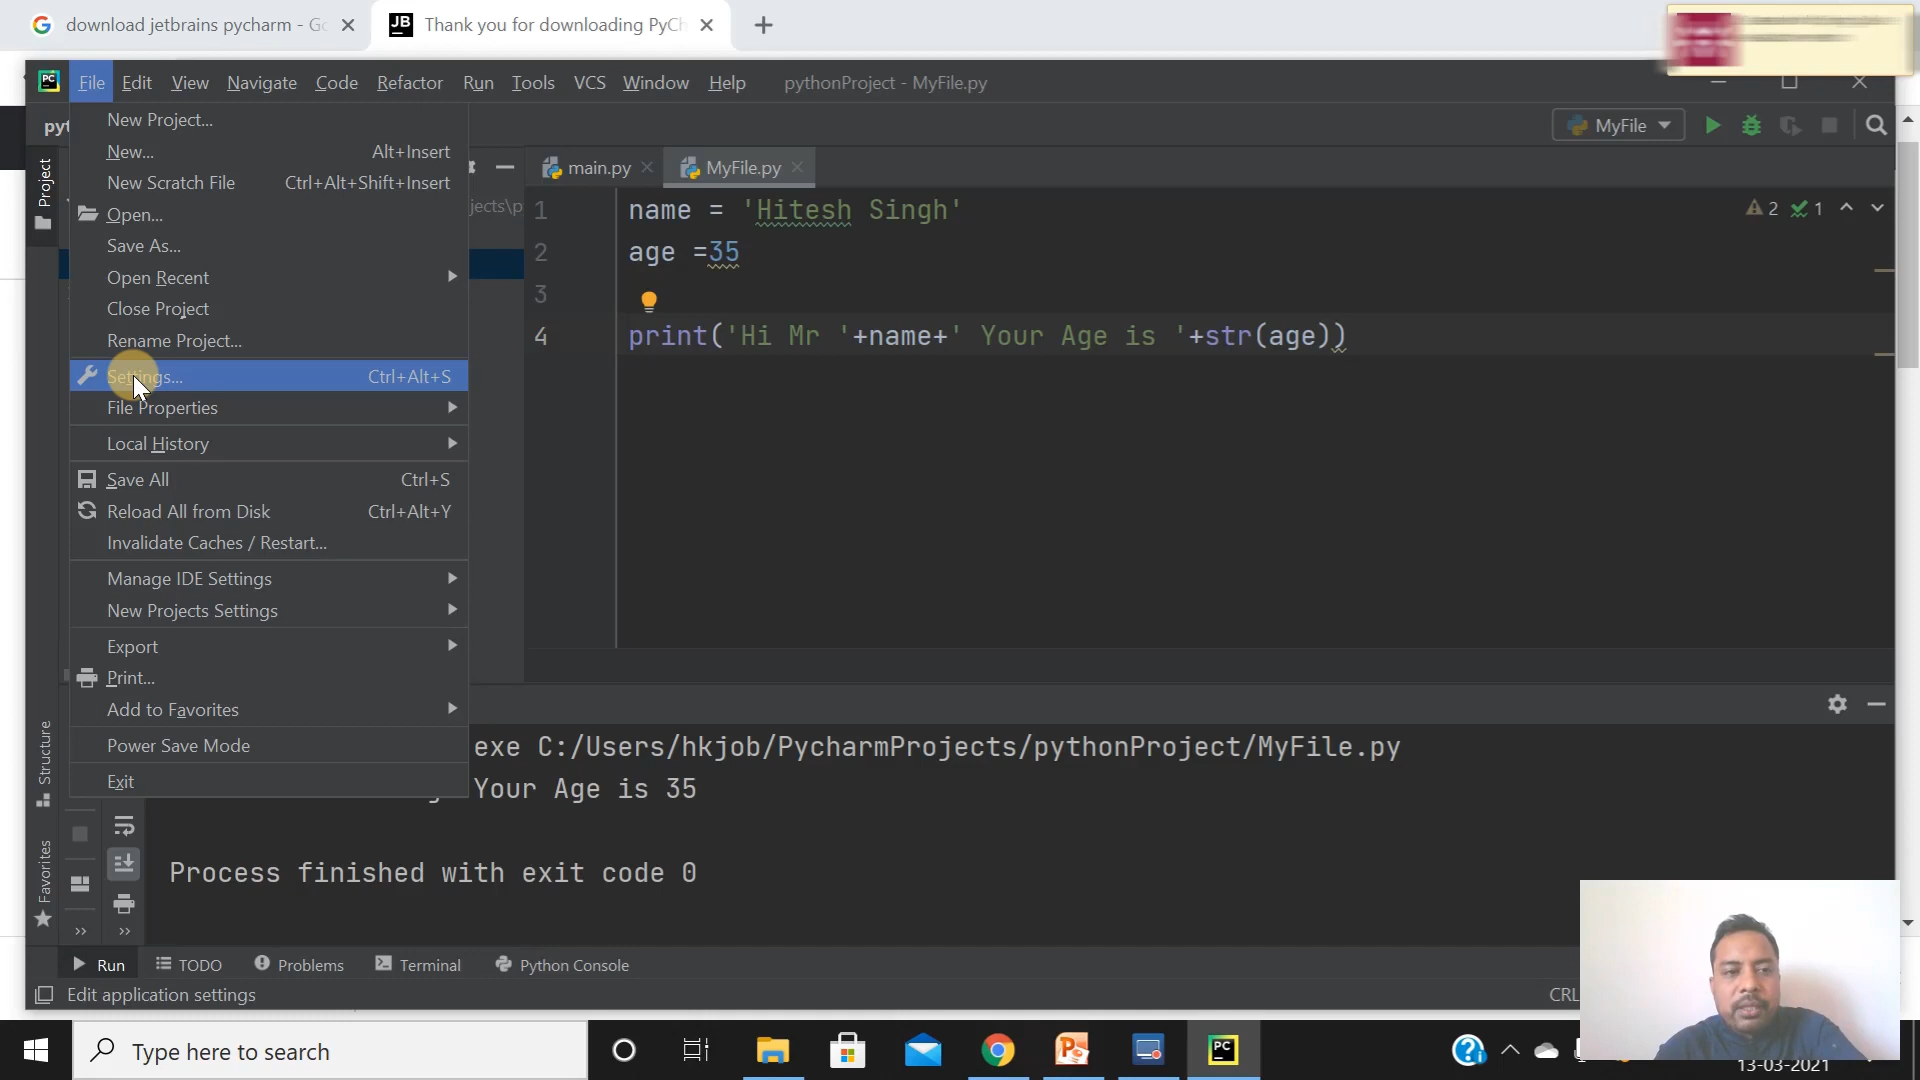 download jetbrains pycharm - Go
Thank you for downloading PyCh
File Edit View Navigate Code Refactor Run Tools VCS Window Help pythonProject - MyFile.py
pyt
MyFile
New Project...
New... Alt+Insert
New Scratch File Ctrl+Alt+Shift+Insert
Open...
Save As...
Open Recent
Close Project
Rename Project...
Settings... Ctrl+Alt+S
File Properties
Local History
Save All Ctrl+S
Reload All from Disk Ctrl+Alt+Y
Invalidate Caches / Restart...
Manage IDE Settings
New Projects Settings
Export
Print...
Add to Favorites
Power Save Mode
Exit
Project
Structure
Favorites
jects\p
main.py MyFile.py
1 name = 'Hitesh Singh'
2 age =35
3
4 print('Hi Mr '+name+' Your Age is '+str(age))
2 1
exe C:/Users/hkjob/PycharmProjects/pythonProject/MyFile.py
Your Age is 35
Process finished with exit code 0
Run TODO Problems Terminal Python Console
Edit application settings
CRL
Type here to search
13-03-2021